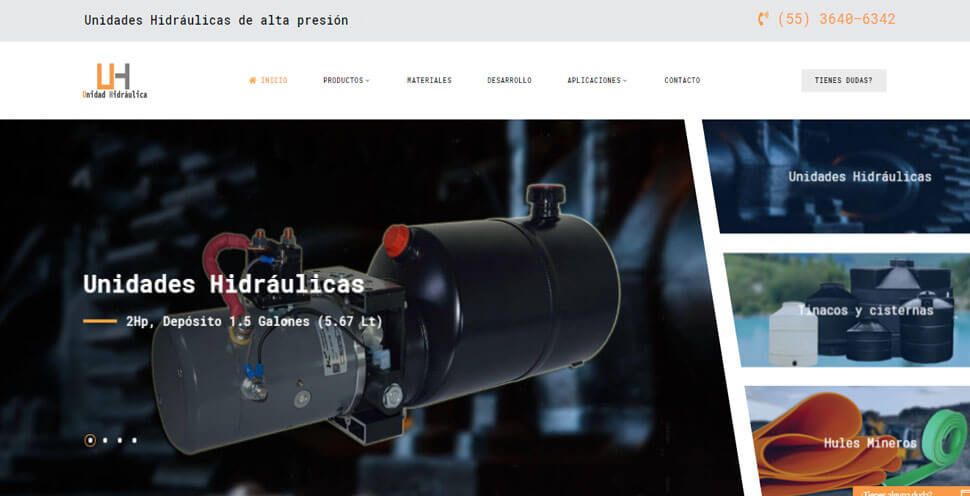 Unidades Hidráulicas de alta presión
(55) 3640-6342
UH
Unidad Hidráulica
INICIO
PRODUCTOS
MATERIALES
DESARROLLO
APLICACIONES
CONTACTO
TIENES DUDAS?
Unidades Hidráulicas
2Hp, Depósito 1.5 Galones (5.67 Lt)
Unidades Hidráulicas
Tinacos y cisternas
Hules Mineros
¿Tienes alguna duda?